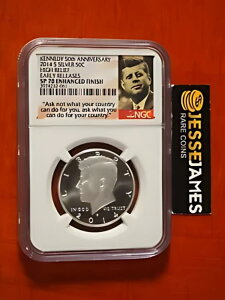 KENNEDY 50th ANNIVERSARY
2014 S SILVER 50C
HIGH RELIEF
EARLY RELEASES
SP 70 ENHANCED FINISH
"Ask not what your country
can do for you, ask what you
can do for your country."
NGC
LIBERTY
IN GOD WE TRUST
2014
JESSE JAMES
RARE COINS